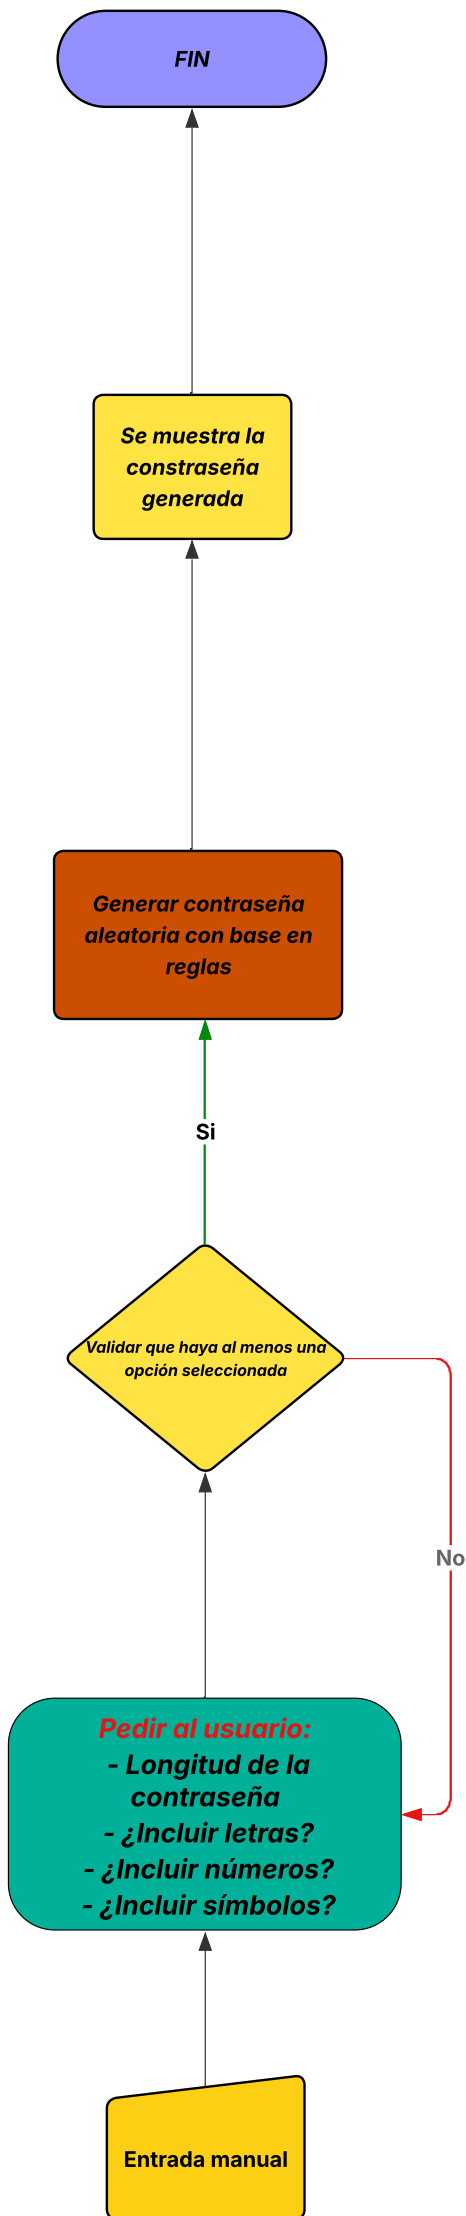 FIN
Se muestra la
constraseña
generada
Generar contraseña
aleatoria con base en
reglas
Si
Validar que haya al menos una
opción seleccionada
No
Pedir al usuario:
- Longitud de la
contraseña
- ¿Incluir letras?
- ¿Incluir números?
- ¿Incluir símbolos?
Entrada manual